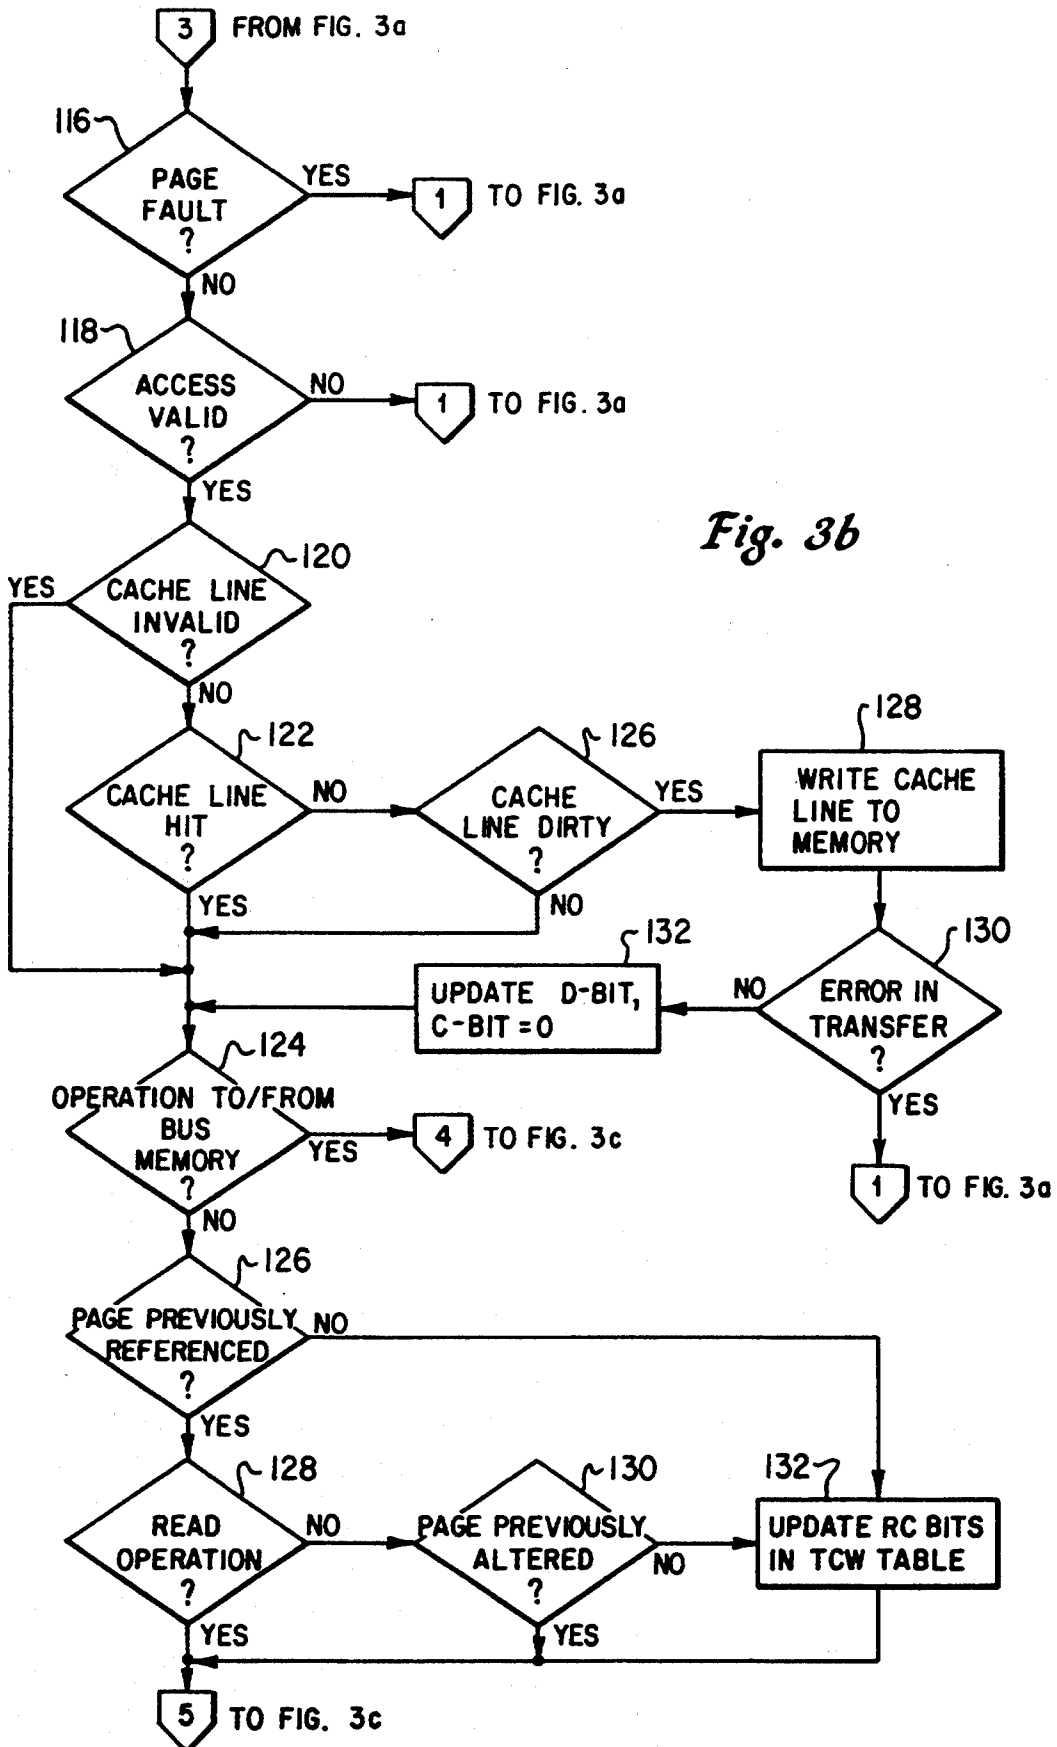 3 FROM FIG. 3a
116
PAGE
FAULT
?
YES
1 TO FIG. 3a
NO
118
ACCESS
VALID
?
NO
1 TO FIG. 3a
YES
Fig. 3b
120
YES
CACHE LINE
INVALID
?
NO
122
CACHE LINE
HIT
?
NO
YES
126
CACHE
LINE DIRTY
?
YES
NO
128
WRITE CACHE
LINE TO
MEMORY
130
ERROR IN
TRANSFER
?
NO
YES
1 TO FIG. 3a
132
UPDATE D-BIT,
C-BIT = 0
124
OPERATION TO/FROM
BUS
MEMORY
?
YES
4 TO FIG. 3c
NO
126
PAGE PREVIOUSLY
REFERENCED
?
NO
YES
128
READ
OPERATION
?
NO
YES
130
PAGE PREVIOUSLY
ALTERED
?
NO
YES
132
UPDATE RC BITS
IN TCW TABLE
5 TO FIG. 3c